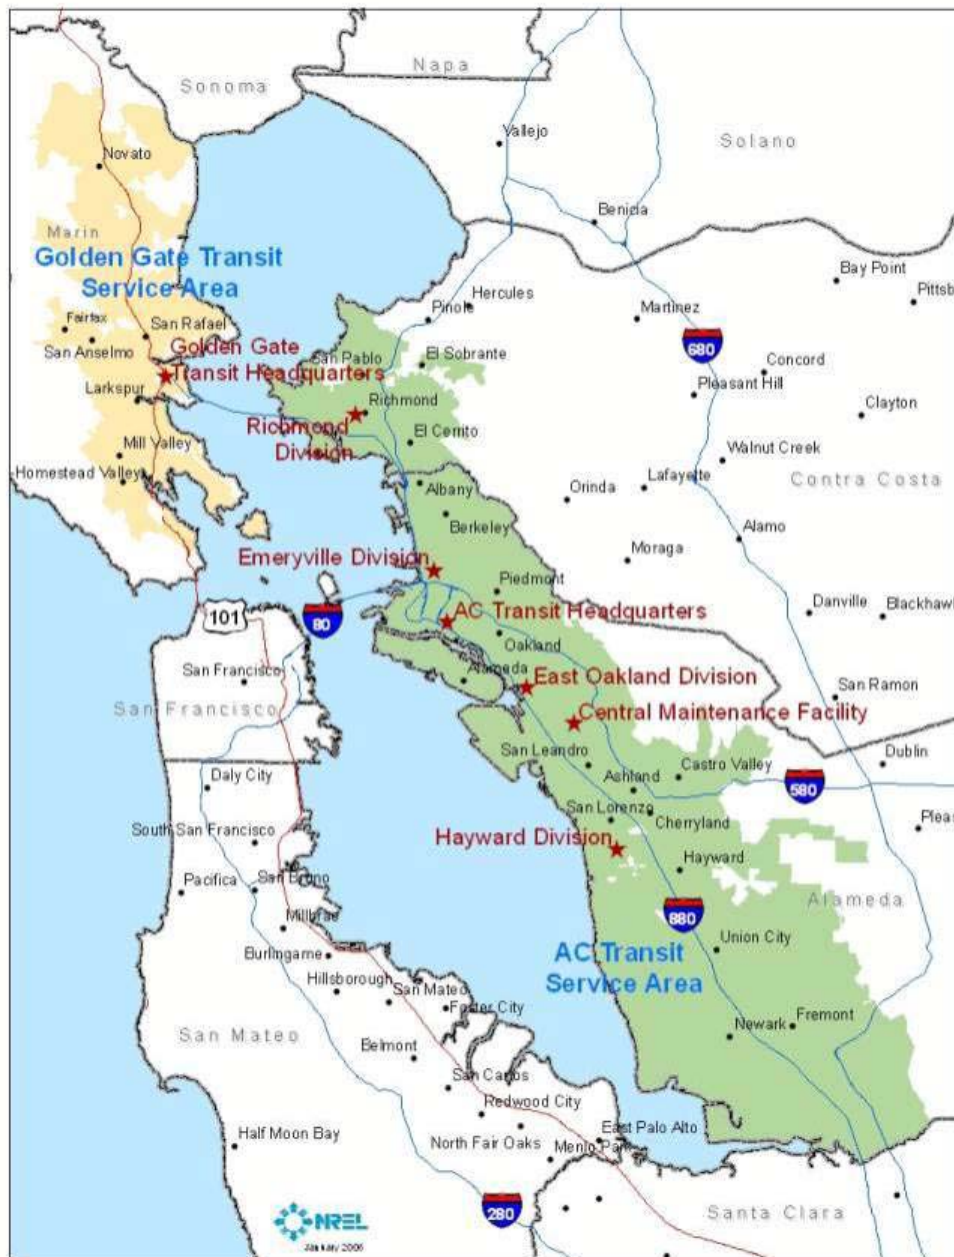 Napa
Sonoma
Vallejo
Solano
Novato
Benicia
Marin
Golden Gate Transit
Service Area
Bay Point
Hercules
Pinole
Martinez
Fairfax
San Rafael
San Anselmo
Golden Gate
Transit Headquarters
San Pablo
El Sobrante
680
Concord
Larkspur
Pleasant Hill
Richmond
Clayton
Richmond
Division
El Cerrito
Mill Valley
Walnut Creek
Homestead Valley
Albany
Orinda
Lafayette
Contra Costa
Berkeley
Alamo
Emeryville Division
Moraga
Piedmont
101
80
AC Transit Headquarters
Danville
Blackhawk
Oakland
San Francisco
Alameda
East Oakland Division
San Ramon
San Francisco
Central Maintenance Facility
San Leandro
Dublin
Daly City
Ashland
Castro Valley
580
San Lorenzo
Cherryland
South San Francisco
Hayward Division
Pleas
Hayward
Pacifica
San Bruno
Alameda
880
Millbrae
Union City
Burlingame
AC Transit
Service Area
Hillsborough
San Mateo
Foster City
San Mateo
Newark
Fremont
Belmont
San Carlos
Redwood City
Half Moon Bay
North Fair Oaks
East Palo Alto
Menlo Park
280
Santa Clara
NREL
January 2006